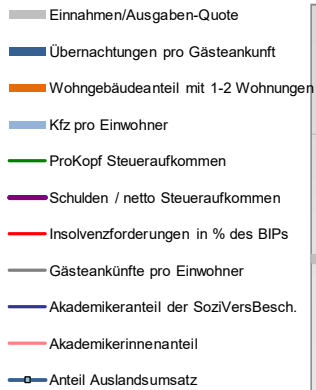 Einnahmen/Ausgaben-Quote
Übernachtungen pro Gästeankunft
Wohngebäudeanteil mit 1-2 Wohnungen
Kfz pro Einwohner
ProKopf Steueraufkommen
Schulden / netto Steueraufkommen
Insolvenzforderungen in % des BIPs
Gästeankünfte pro Einwohner
Akademikeranteil der SoziVersBesch.
Akademikerinnenanteil
Anteil Auslandsumsatz